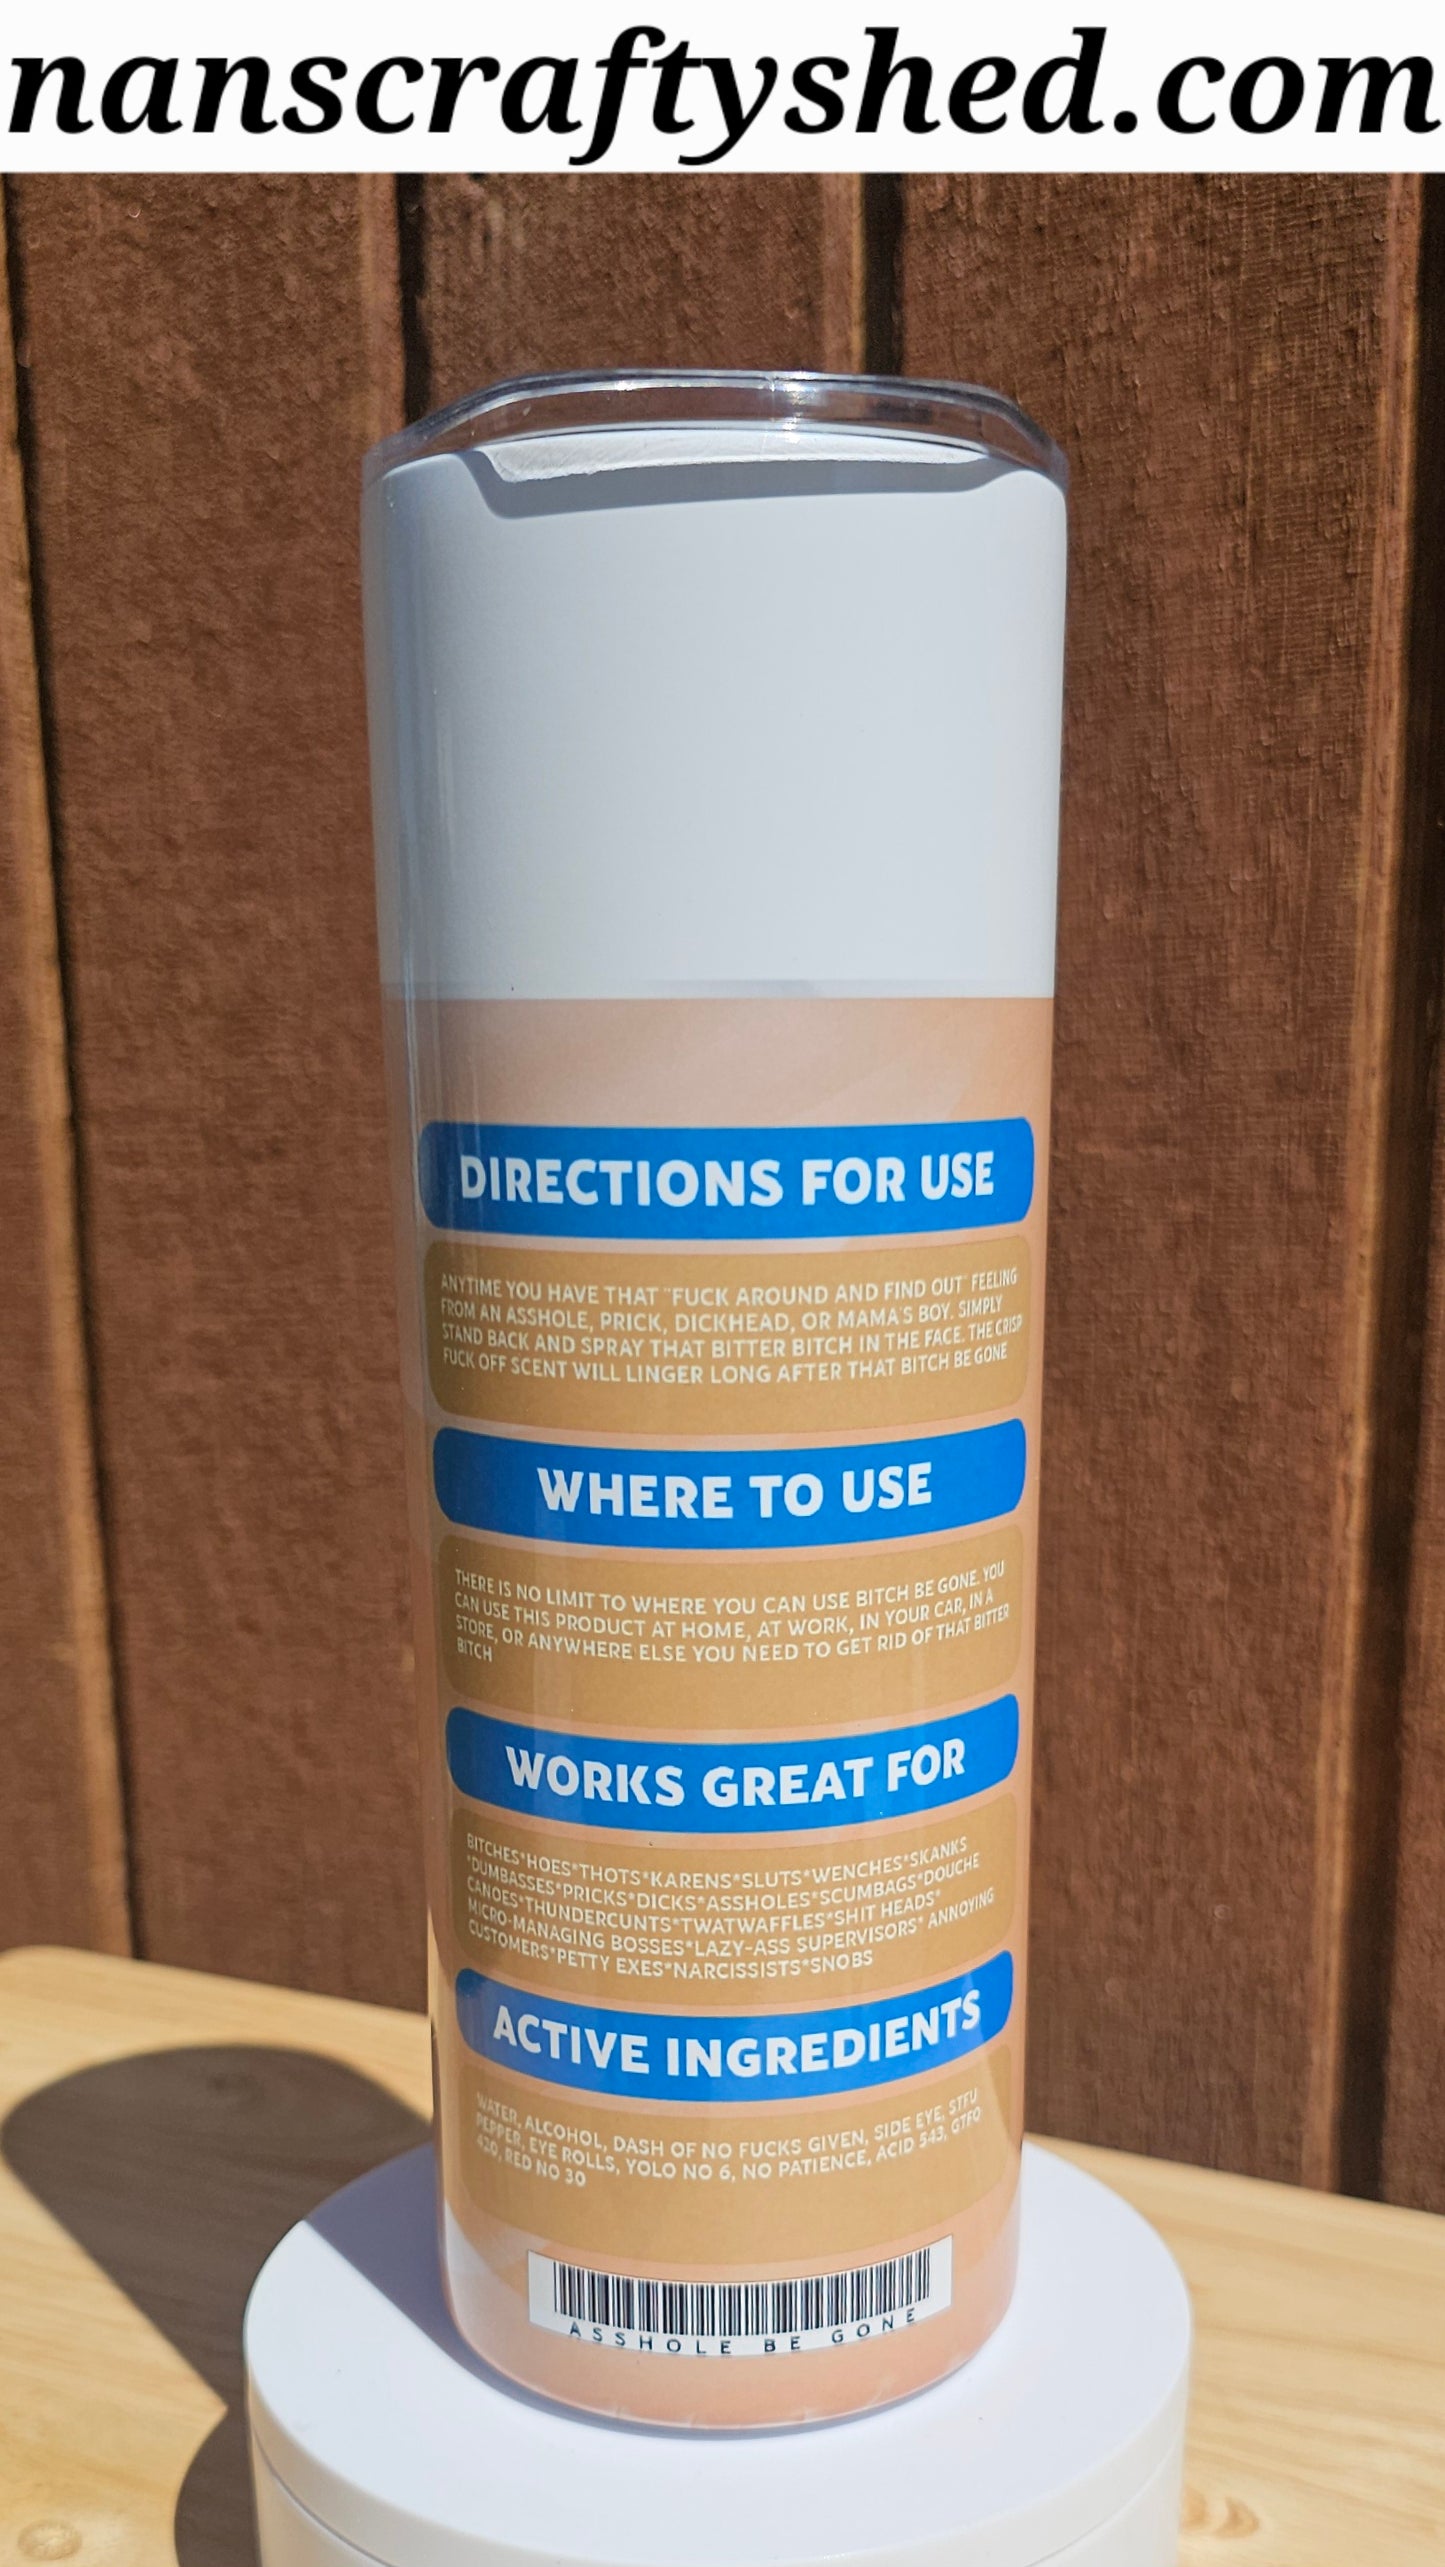 nanscraftyshed.com
DIRECTIONS FOR USE
ANYTIME YOU HAVE THAT "FUCK AROUND AND FIND OUT" FEELING
FROM AN ASSHOLE, PRICK, DICKHEAD, OR MAMA'S BOY. SIMPLY
STAND BACK AND SPRAY THAT BITTER BITCH IN THE FACE. THE CRISP
FUCK OFF SCENT WILL LINGER LONG AFTER THAT BITCH BE GONE
WHERE TO USE
THERE IS NO LIMIT TO WHERE YOU CAN USE BITCH BE GONE. YOU
CAN USE THIS PRODUCT AT HOME, AT WORK, IN YOUR CAR, IN A
STORE, OR ANYWHERE ELSE YOU NEED TO GET RID OF THAT BITTER
BITCH
WORKS GREAT FOR
BITCHES*HOES*THOTS*KARENS*SLUTS*WENCHES*SKANKS
*DUMBASSES*PRICKS*DICKS*ASSHOLES*SCUMBAGS*DOUCHE
CANOES*THUNDERCUNTS*TWATWAFFLES*SHIT HEADS*
MICRO-MANAGING BOSSES*LAZY-ASS SUPERVISORS* ANNOYING
CUSTOMERS*PETTY EXES*NARCISSISTS*SNOBS
ACTIVE INGREDIENTS
WATER, ALCOHOL, DASH OF NO FUCKS GIVEN, SIDE EYE, STFU
PEPPER, EYE ROLLS, YOLO NO 6, NO PATIENCE, ACID 543, GTFO
420, RED NO 30
ASSHOLE BE GONE